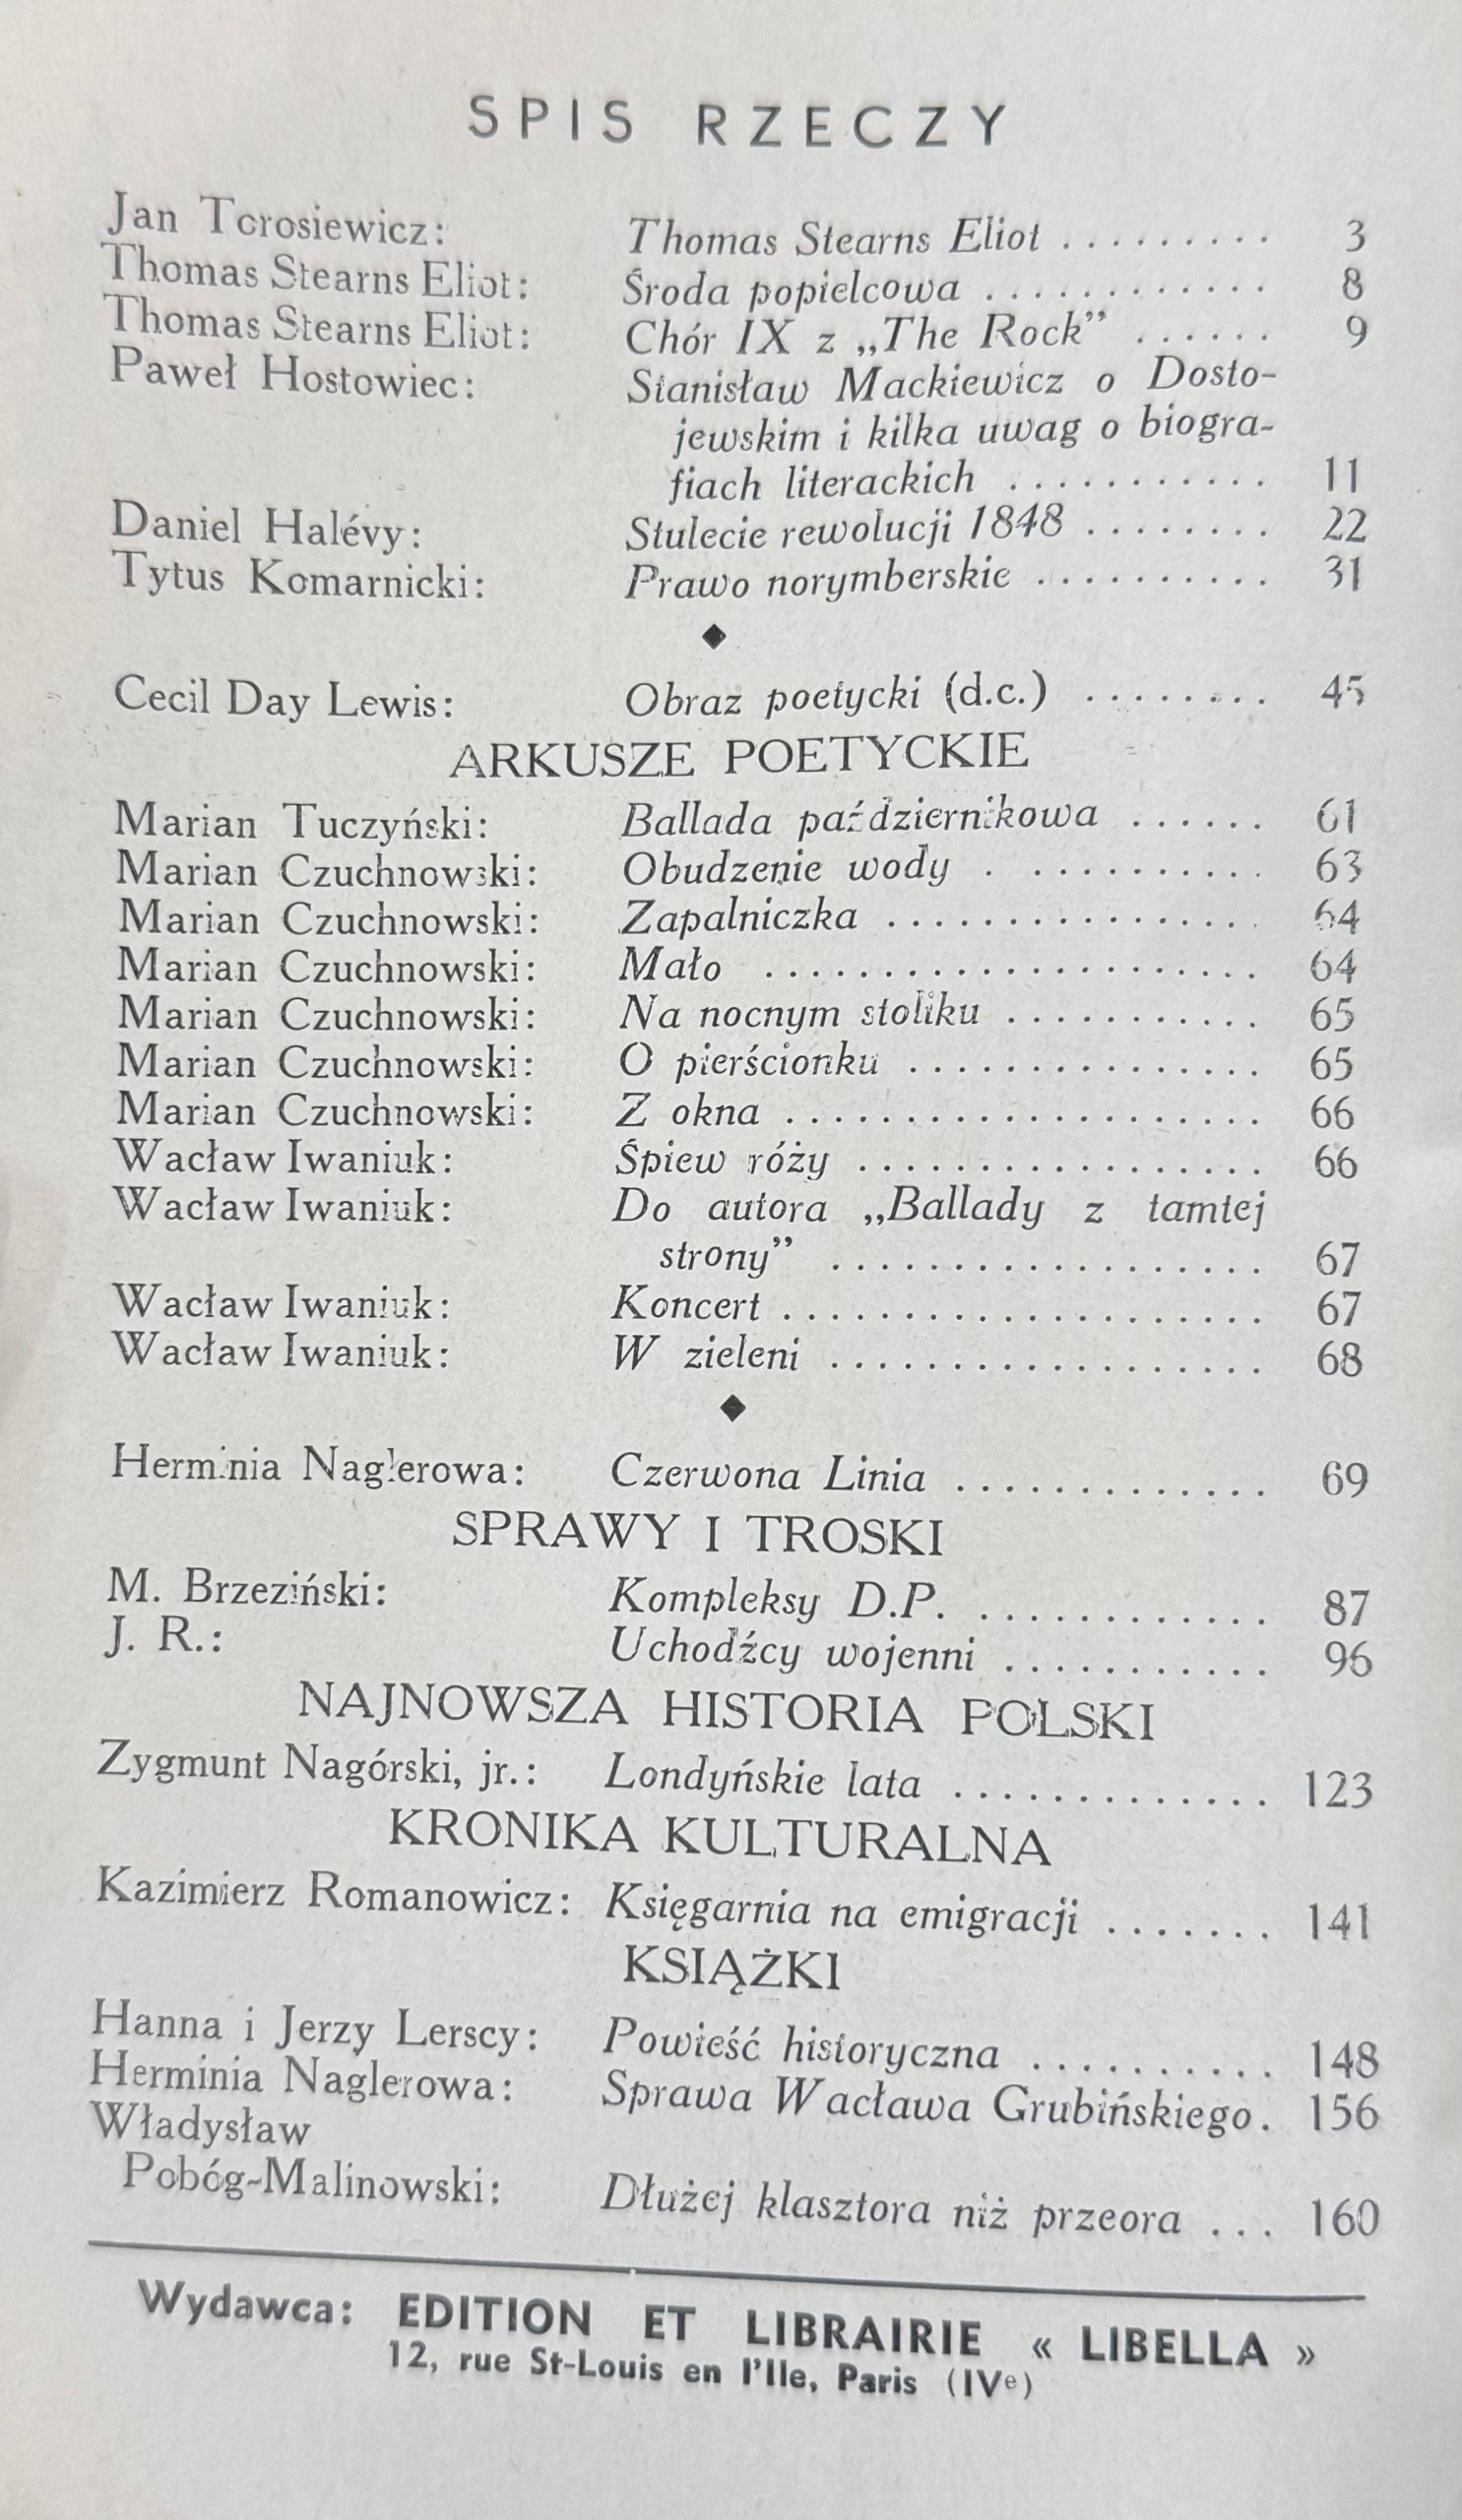 SPIS RZECZY
Jan Torosiewicz: Thomas Stearns Eliot ......... 3
Thomas Stearns Eliot: Środa popielcowa ............ 8
Thomas Stearns Eliot: Chór IX z „The Rock” ...... 9
Paweł Hostowiec: Stanisław Mackiewicz o Dosto-
jewskim i kilka uwag o biogra-
fiach literackich ........... 11
Daniel Halévy: Stulecie rewolucji 1848 ........ 22
Tytus Komarnicki: Prawo norymberskie .......... 31
◆
Cecil Day Lewis: Obraz poetycki (d.c.) ........ 45
ARKUSZE POETYCKIE
Marian Tuczyński: Ballada październikowa ...... 61
Marian Czuchnowski: Obudzenie wody . .......... 63
Marian Czuchnowski: Zapalniczka ................ 64
Marian Czuchnowski: Mało ..................... 64
Marian Czuchnowski: Na nocnym stoliku ........... 65
Marian Czuchnowski: O pierścionku ............... 65
Marian Czuchnowski: Z okna .................... 66
Wacław Iwaniuk: Śpiew róży ................. 66
Wacław Iwaniuk: Do autora „Ballady z tamtej
strony” .................. 67
Wacław Iwaniuk: Koncert .................... 67
Wacław Iwaniuk: W zieleni .................. 68
◆
Herminia Naglerowa: Czerwona Linia ............. 69
SPRAWY I TROSKI
M. Brzeziński: Kompleksy D.P. ............ 87
J. R.: Uchodźcy wojenni ........... 96
NAJNOWSZA HISTORIA POLSKI
Zygmunt Nagórski, jr.: Londyńskie lata ............. 123
KRONIKA KULTURALNA
Kazimierz Romanowicz: Księgarnia na emigracji ....... 141
KSIĄŻKI
Hanna i Jerzy Lerscy: Powieść historyczna .......... 148
Herminia Naglerowa: Sprawa Wacława Grubińskiego. 156
Władysław
Pobóg-Malinowski: Dłużej klasztora niż przeora ... 160
Wydawca: EDITION ET LIBRAIRIE « LIBELLA »
12, rue St-Louis en l'Ile, Paris (IVe)